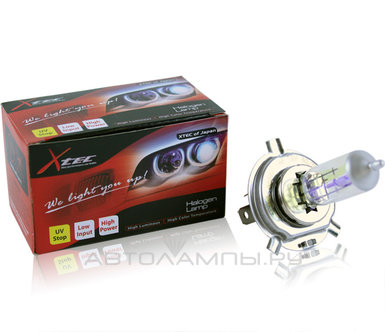 XTEC
XTEC of Japan
We light you up!
UV Stop
Low Input
High Power
Halogen
Lamp
High Luminous
High Color Temperature
АВТОЛАМПЫ.РУ